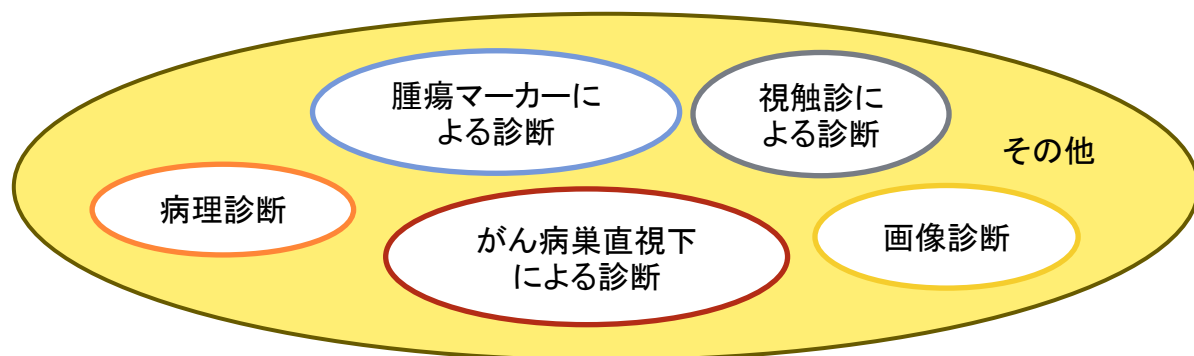 腫瘍マーカーに
よる診断
視触診に
よる診断
その他
病理診断
がん病巣直視下
による診断
画像診断